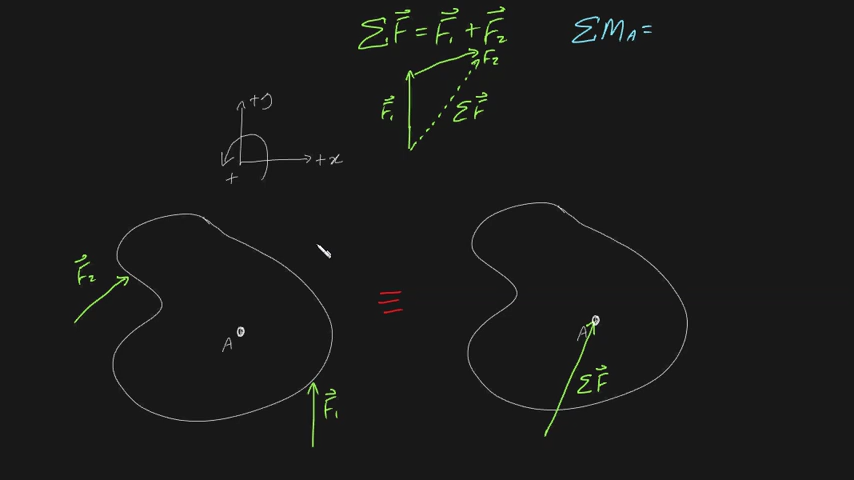 ΣF⃗ = F⃗₁ + F⃗₂
ΣM_A =
F₂
F⃗₁
ΣF⃗
+y
+x
+
F⃗₂
A
F⃗₁
≡
A
ΣF⃗